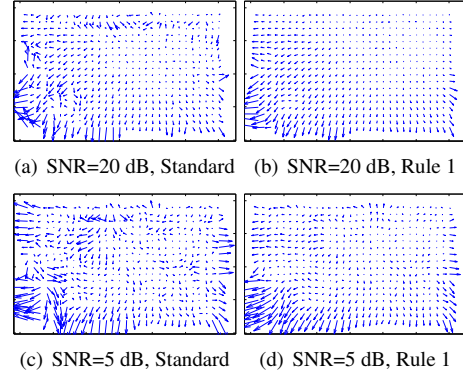 (a) SNR=20 dB, Standard
(b) SNR=20 dB, Rule 1
(c) SNR=5 dB, Standard
(d) SNR=5 dB, Rule 1